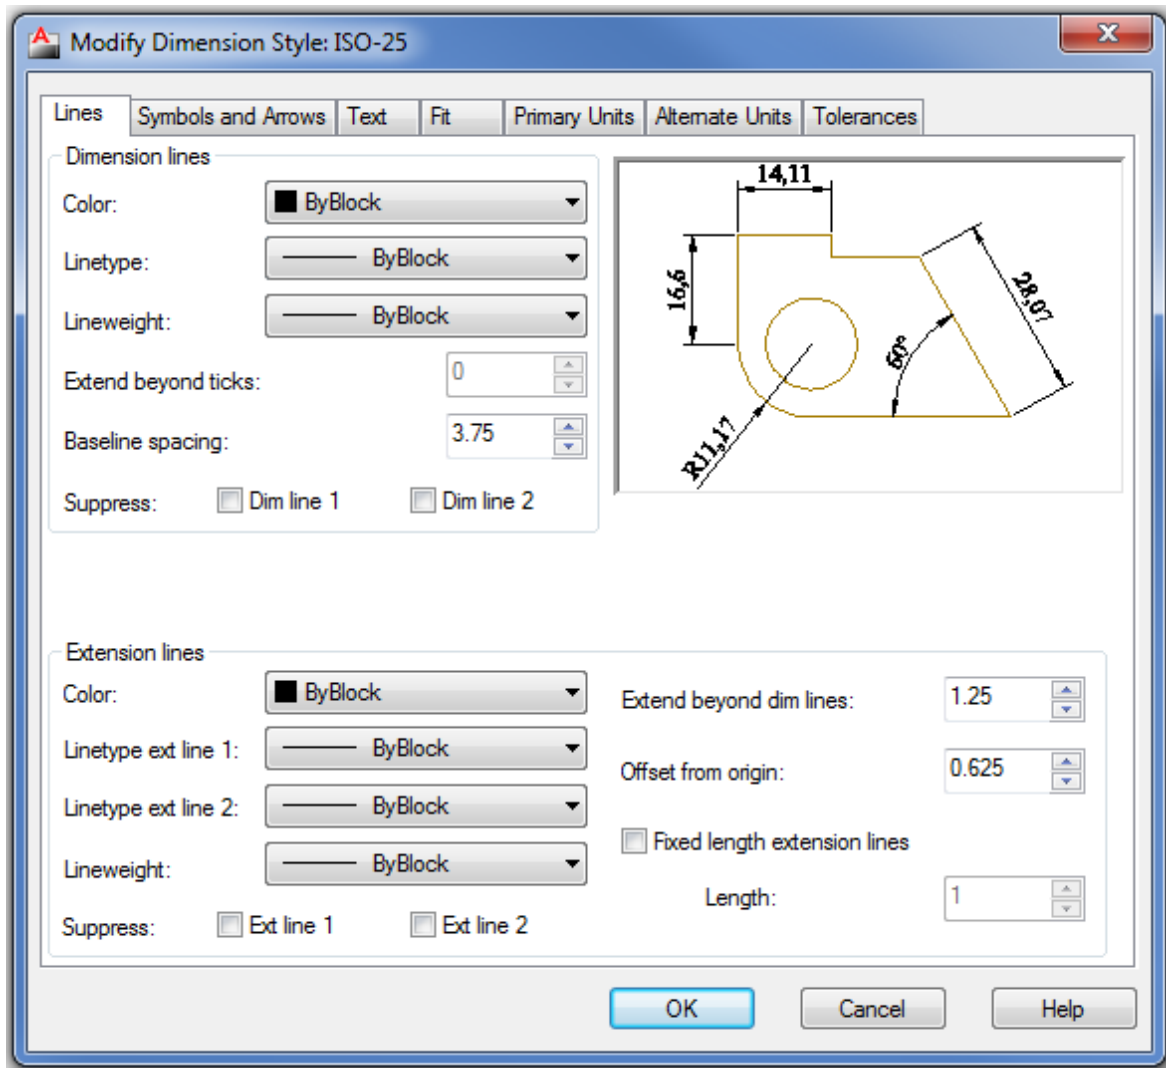 Modify Dimension Style: ISO-25
Lines
Symbols and Arrows
Text
Fit
Primary Units
Alternate Units
Tolerances
Dimension lines
Color:
ByBlock
Linetype:
ByBlock
Lineweight:
ByBlock
Extend beyond ticks:
0
Baseline spacing:
3.75
Suppress:
Dim line 1
Dim line 2
14,11
16,6
28,07
60°
R11,17
Extension lines
Color:
ByBlock
Linetype ext line 1:
ByBlock
Linetype ext line 2:
ByBlock
Lineweight:
ByBlock
Suppress:
Ext line 1
Ext line 2
Extend beyond dim lines:
1.25
Offset from origin:
0.625
Fixed length extension lines
Length:
1
OK
Cancel
Help